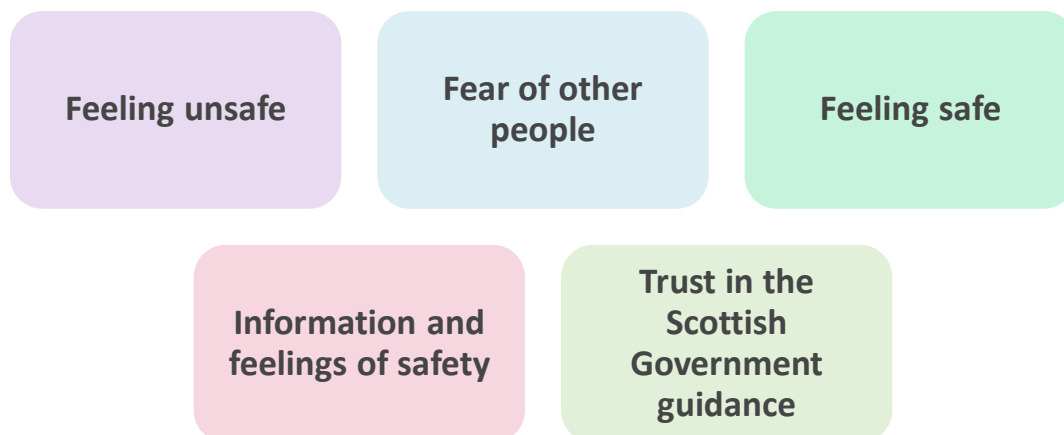 Feeling unsafe
Fear of other
people
Feeling safe
Information and
feelings of safety
Trust in the
Scottish
Government
guidance